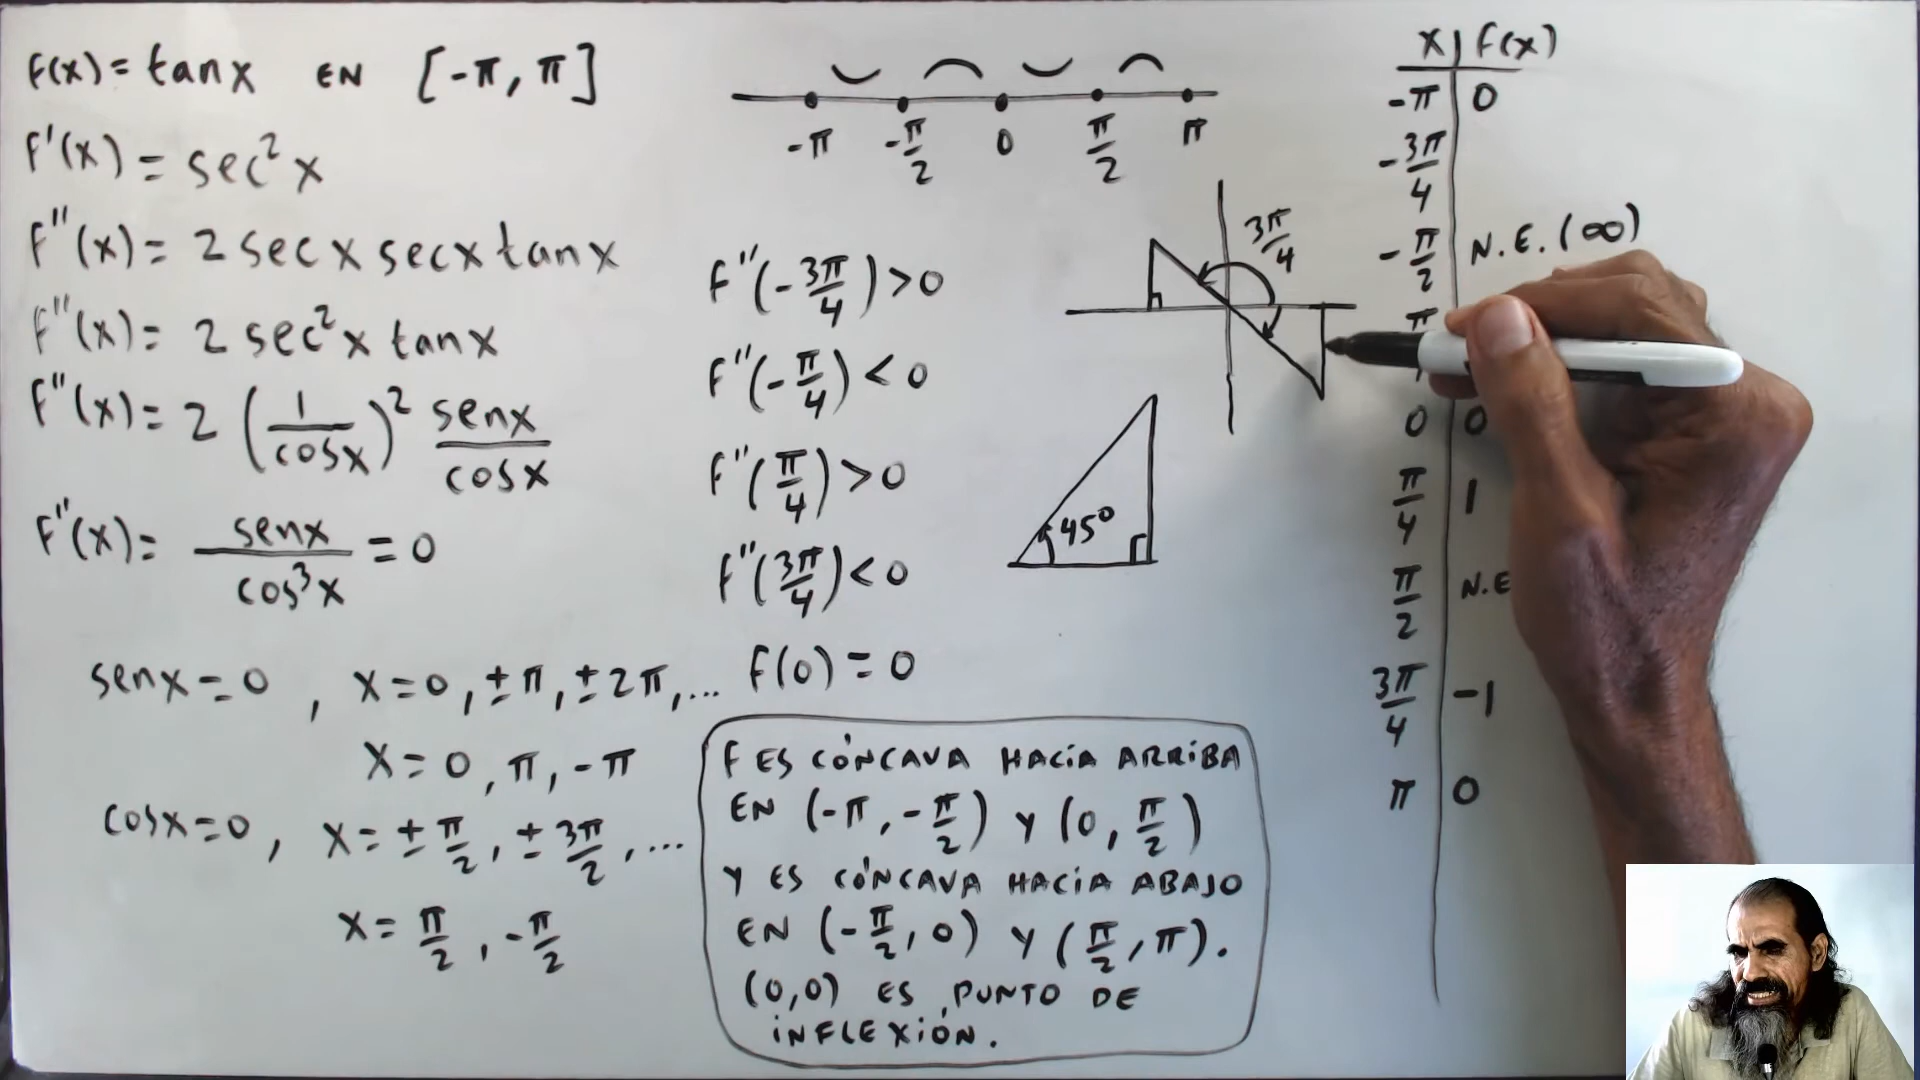 f(x) = tan x EN [-π, π]
f'(x) = sec² x
f''(x) = 2 sec x sec x tan x
f''(x) = 2 sec² x tan x
f''(x) = 2 (1/cos x)² sen x/cos x
f''(x) = sen x/cos³ x = 0
sen x = 0, x = 0, ±π, ±2π, ...
x = 0, π, -π
cos x = 0, x = ±π/2, ±3π/2, ...
x = π/2, -π/2
-π -π/2 0 π/2 π
f''(-3π/4) > 0
f''(-π/4) < 0
f''(π/4) > 0
f''(3π/4) < 0
f(0) = 0
3π/4
45°
F ES CÓNCAVA HACIA ARRIBA
EN (-π, -π/2) Y (0, π/2)
Y ES CÓNCAVA HACIA ABAJO
EN (-π/2, 0) Y (π/2, π).
(0,0) ES PUNTO DE
INFLEXIÓN.
x | f(x)
-π | 0
-3π/4
-π/2 | N.E. (∞)
0 | 0
π/4 | 1
π/2 | N.E
3π/4 | -1
π | 0